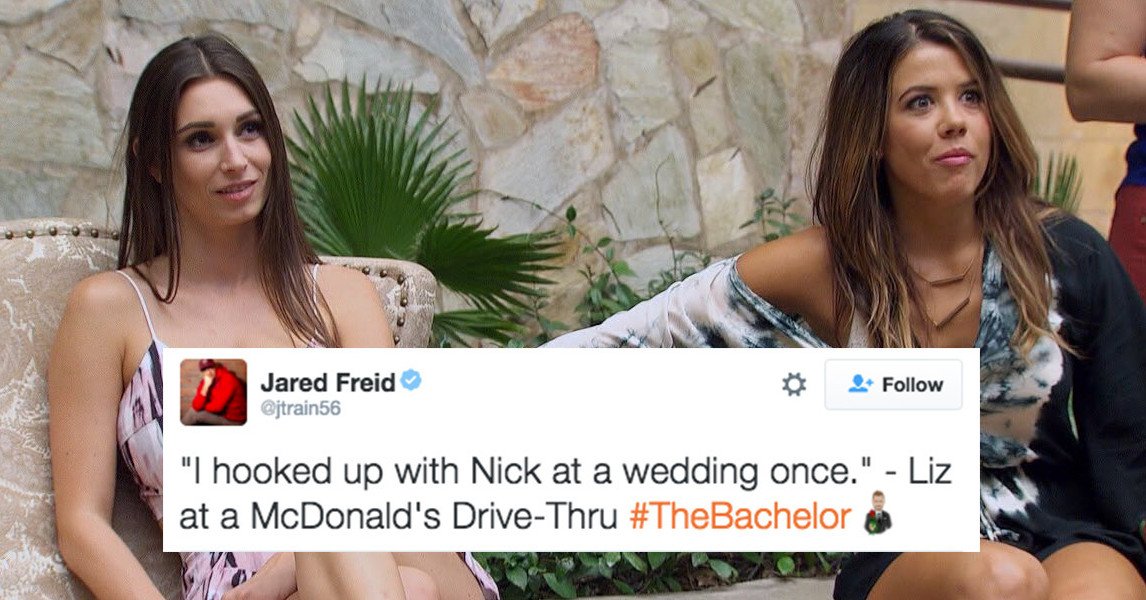 Jared Freid
@jtrain56
Follow
"I hooked up with Nick at a wedding once." - Liz
at a McDonald's Drive-Thru #TheBachelor